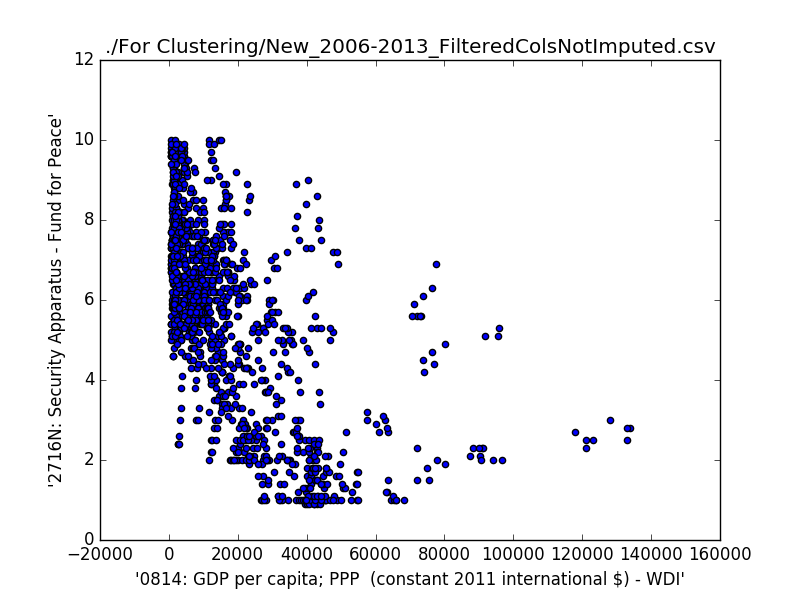 ./For Clustering/New_2006-2013_FilteredColsNotImputed.csv
12
10
8
6
4
2
0
'2716N: Security Apparatus - Fund for Peace'
−20000 0 20000 40000 60000 80000 100000 120000 140000 160000
'0814: GDP per capita; PPP  (constant 2011 international $) - WDI'